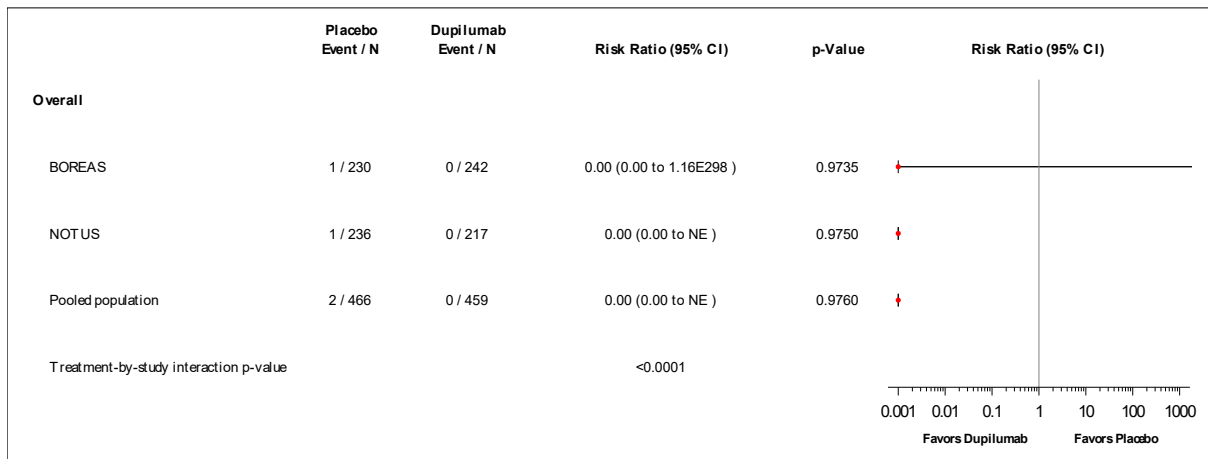 Placebo Dupilumab
Event / N Event / N Risk Ratio (95% CI) p-Value Risk Ratio (95% CI)
Overall
BOREAS 1 / 230 0 / 242 0.00 (0.00 to 1.16E298 ) 0.9735
NOTUS 1 / 236 0 / 217 0.00 (0.00 to NE ) 0.9750
Pooled population 2 / 466 0 / 459 0.00 (0.00 to NE ) 0.9760
Treatment-by-study interaction p-value <0.0001
0.001 0.01 0.1 1 10 100 1000
Favors Dupilumab Favors Placebo